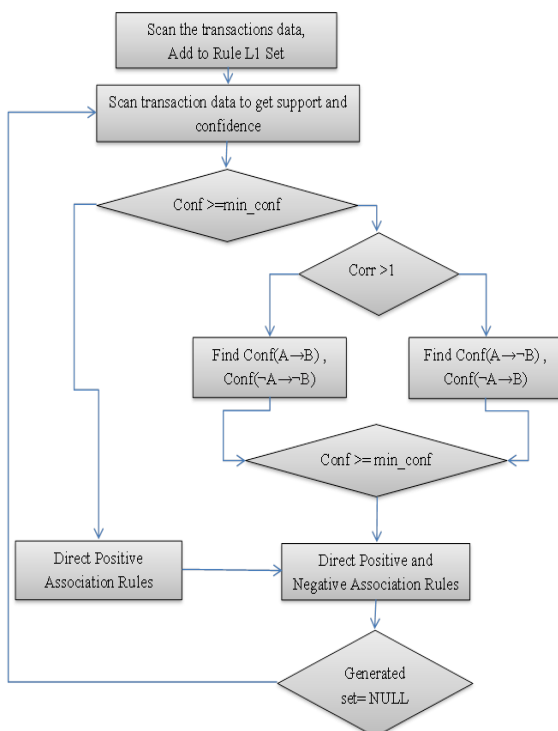 Scan the transactions data,
Add to Rule L1 Set
Scan transaction data to get support and
confidence
Conf >=min_conf
Corr >1
Find Conf(A→B) ,
Conf(¬A→¬B)
Find Conf(A→¬B) ,
Conf(¬A→B)
Conf >= min_conf
Direct Positive
Association Rules
Direct Positive and
Negative Association Rules
Generated
set= NULL